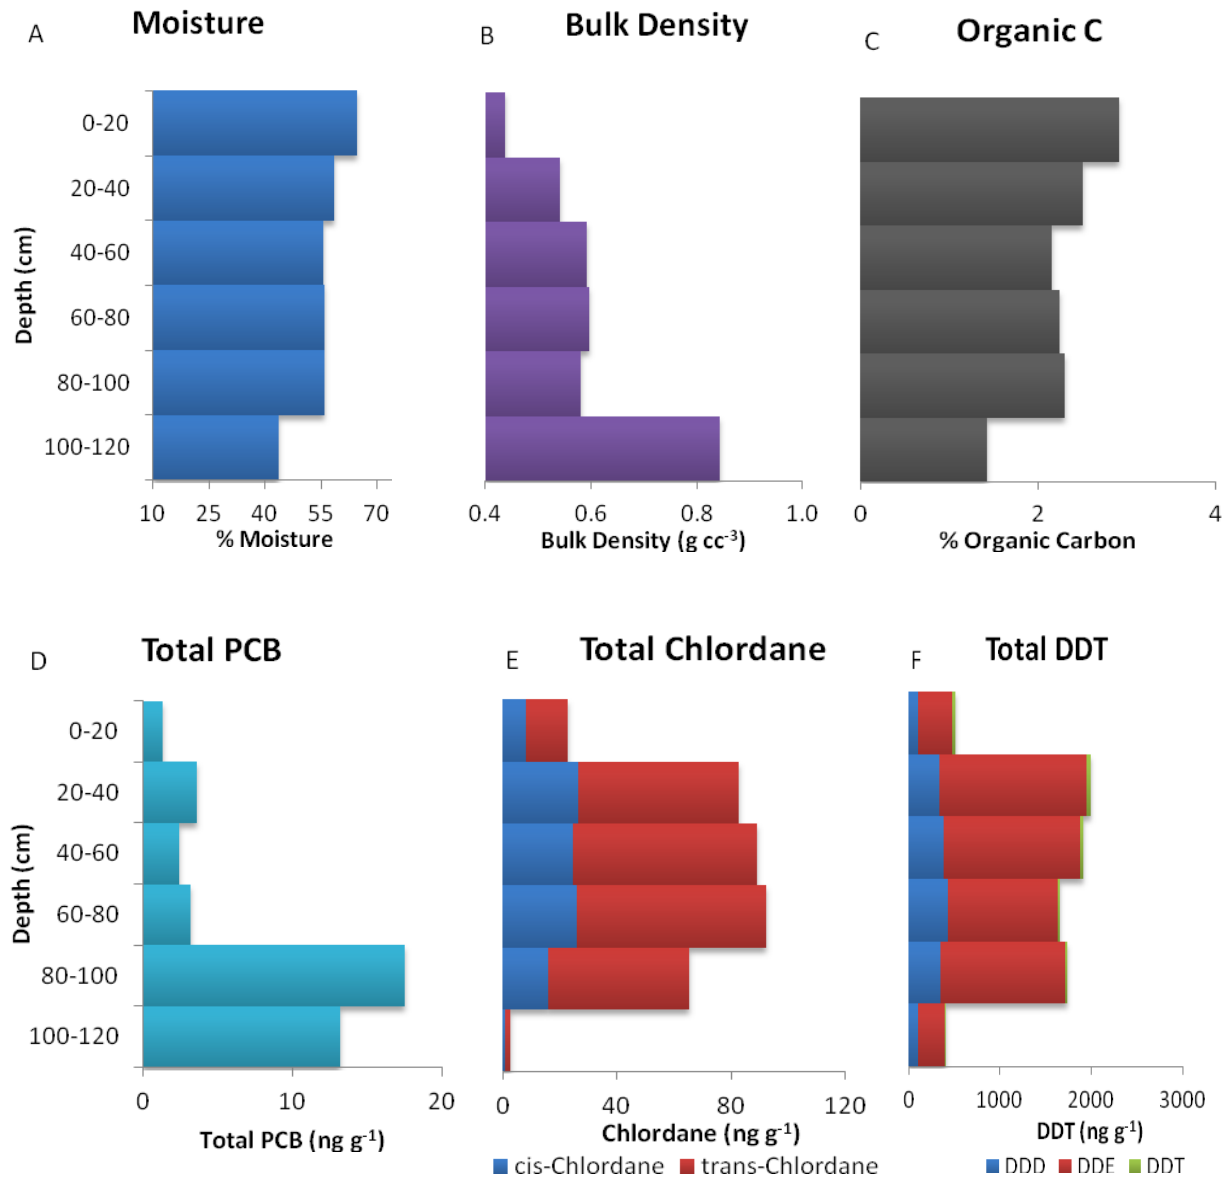 A
Moisture
B
Bulk Density
C
Organic C
Depth (cm)
0-20
20-40
40-60
60-80
80-100
100-120
10 25 40 55 70
% Moisture
0.4 0.6 0.8 1.0
Bulk Density (g cc⁻³)
0 2 4
% Organic Carbon
D
Total PCB
E
Total Chlordane
F
Total DDT
Depth (cm)
0-20
20-40
40-60
60-80
80-100
100-120
0 10 20
Total PCB (ng g⁻¹)
0 40 80 120
Chlordane (ng g⁻¹)
cis-Chlordane trans-Chlordane
0 1000 2000 3000
DDT (ng g⁻¹)
DDD DDE DDT